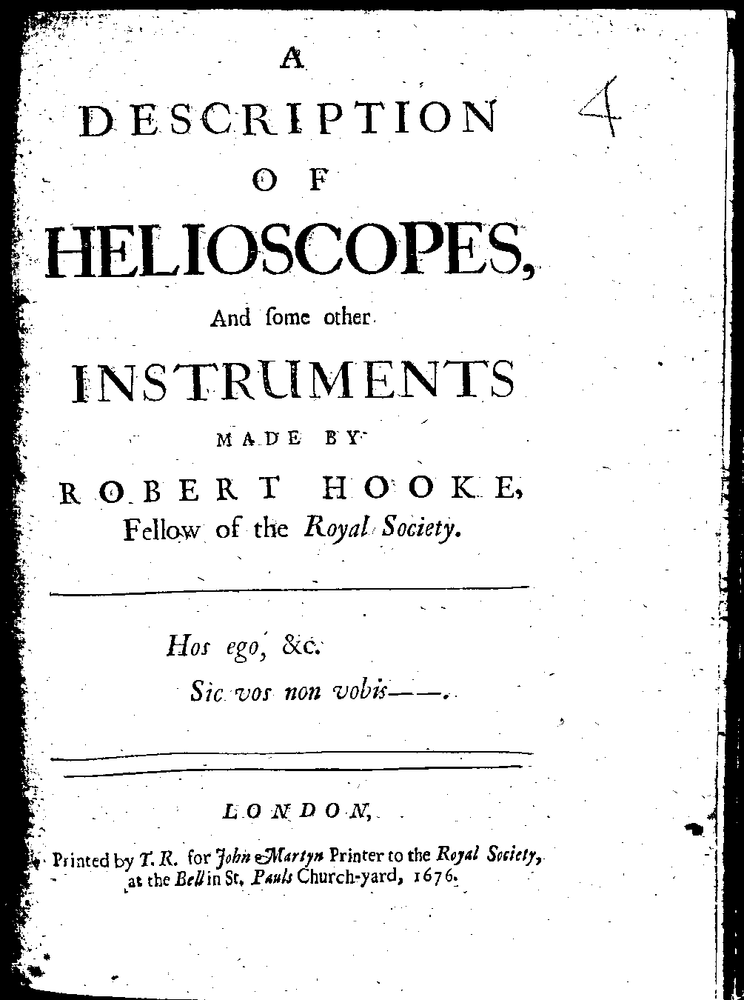 A
DESCRIPTION
OF
HELIOSCOPES,
And ſome other
INSTRUMENTS
MADE BY
ROBERT HOOKE,
Fellow of the Royal Society.
Hos ego, &c.
Sic vos non vobis——.
LONDON,
Printed by T. R. for John Martyn Printer to the Royal Society,
at the Bell in St. Pauls Church-yard, 1676.
4